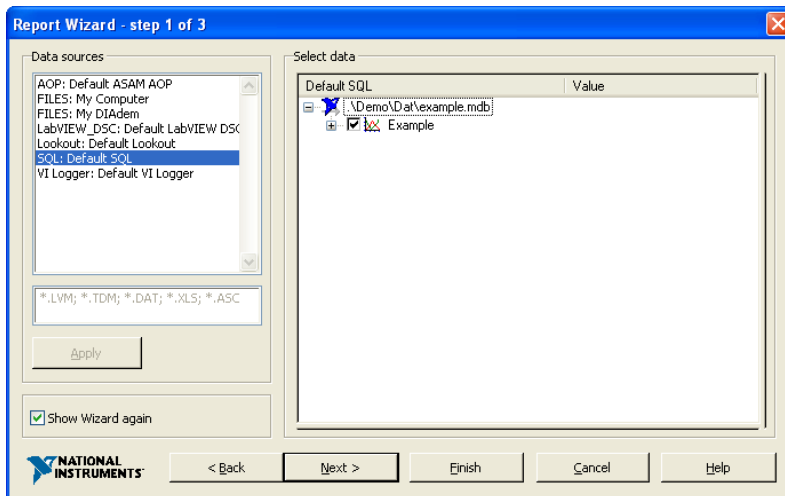 Report Wizard - step 1 of 3
Data sources
AOP: Default ASAM AOP
FILES: My Computer
FILES: My DIAdem
LabVIEW_DSC: Default LabVIEW DSC
Lookout: Default Lookout
SQL: Default SQL
VI Logger: Default VI Logger
*.LVM; *.TDM; *.DAT; *.XLS; *.ASC
Apply
Show Wizard again
Select data
Default SQL Value
.\Demo\Dat\example.mdb
Example
NATIONAL
INSTRUMENTS
< Back Next > Finish Cancel Help